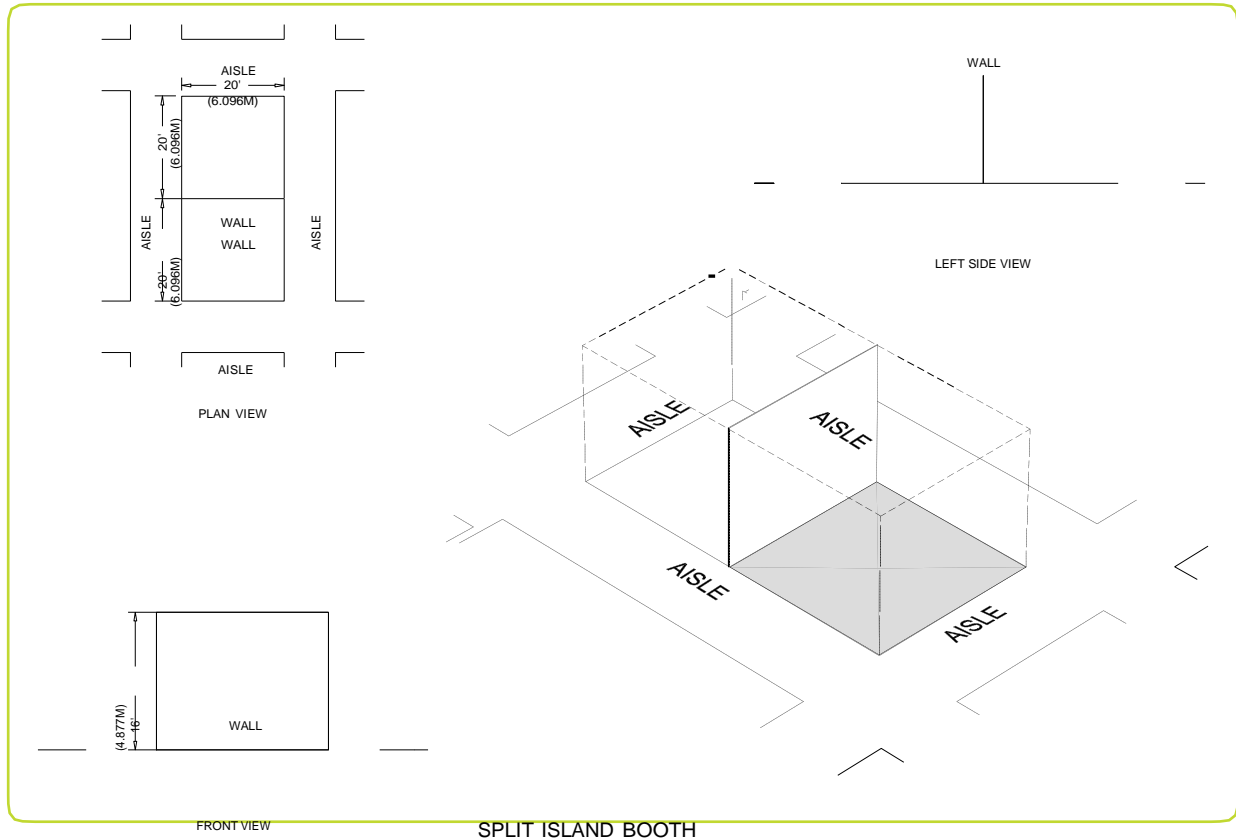 AISLE
20'
(6.096M)
20'
(6.096M)
AISLE
WALL
WALL
AISLE
20'
(6.096M)
AISLE
PLAN VIEW
WALL
LEFT SIDE VIEW
AISLE
AISLE
AISLE
AISLE
16'
(4.877M)
WALL
FRONT VIEW
SPLIT ISLAND BOOTH